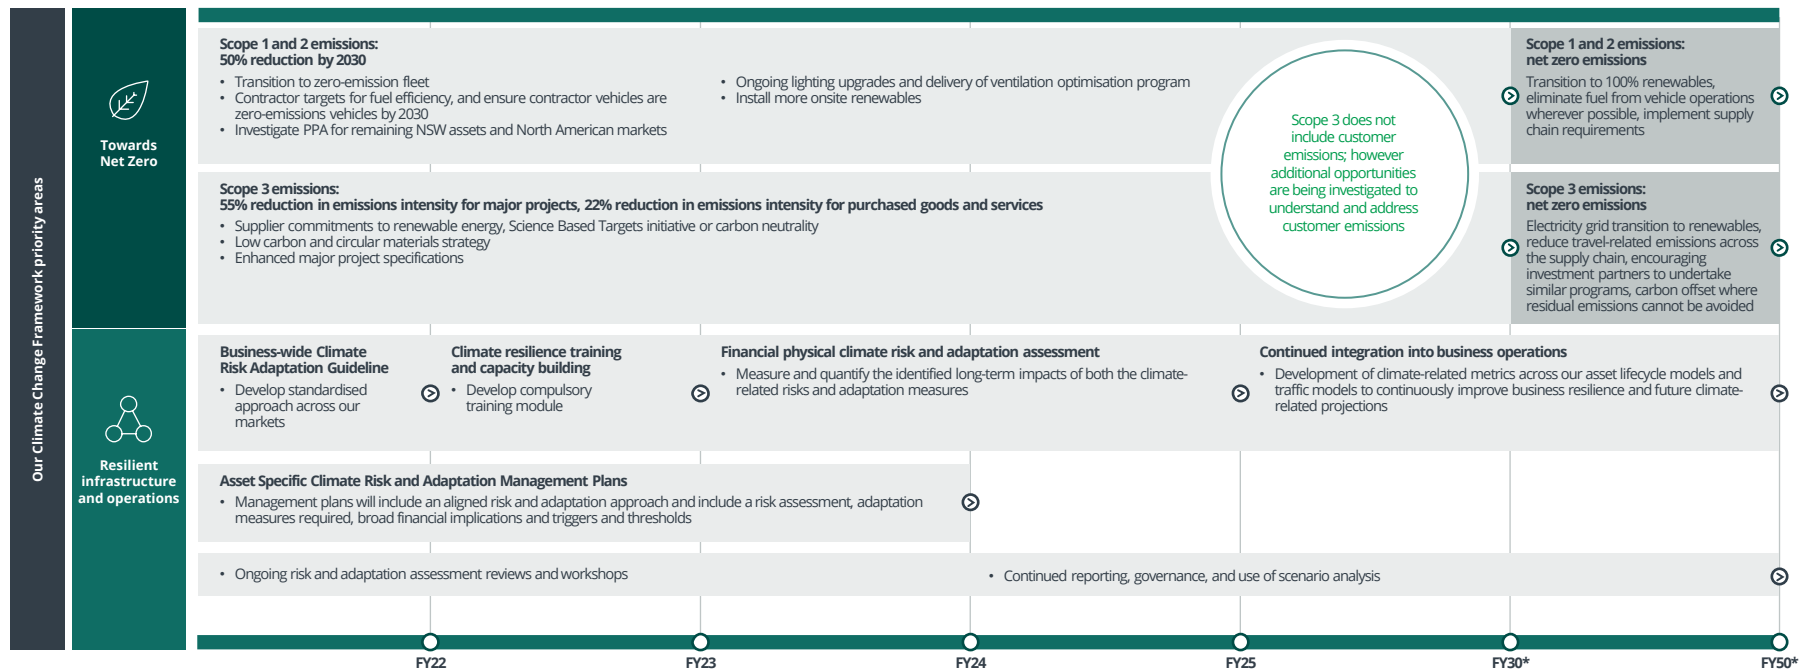 Our Climate Change Framework priority areas
Towards
Net Zero
Scope 1 and 2 emissions:
50% reduction by 2030
• Transition to zero-emission fleet
• Contractor targets for fuel efficiency, and ensure contractor vehicles are
zero-emissions vehicles by 2030
• Investigate PPA for remaining NSW assets and North American markets
• Ongoing lighting upgrades and delivery of ventilation optimisation program
• Install more onsite renewables
Scope 3 does not
include customer
emissions; however
additional opportunities
are being investigated to
understand and address
customer emissions
Scope 1 and 2 emissions:
net zero emissions
Transition to 100% renewables,
eliminate fuel from vehicle operations
wherever possible, implement supply
chain requirements
Scope 3 emissions:
55% reduction in emissions intensity for major projects, 22% reduction in emissions intensity for purchased goods and services
• Supplier commitments to renewable energy, Science Based Targets initiative or carbon neutrality
• Low carbon and circular materials strategy
• Enhanced major project specifications
Scope 3 emissions:
net zero emissions
Electricity grid transition to renewables,
reduce travel-related emissions across
the supply chain, encouraging
investment partners to undertake
similar programs, carbon offset where
residual emissions cannot be avoided
Resilient
infrastructure
and operations
Business-wide Climate
Risk Adaptation Guideline
• Develop standardised
approach across our
markets
Climate resilience training
and capacity building
• Develop compulsory
training module
Financial physical climate risk and adaptation assessment
• Measure and quantify the identified long-term impacts of both the climate-
related risks and adaptation measures
Continued integration into business operations
• Development of climate-related metrics across our asset lifecycle models and
traffic models to continuously improve business resilience and future climate-
related projections
Asset Specific Climate Risk and Adaptation Management Plans
• Management plans will include an aligned risk and adaptation approach and include a risk assessment, adaptation
measures required, broad financial implications and triggers and thresholds
• Ongoing risk and adaptation assessment reviews and workshops
• Continued reporting, governance, and use of scenario analysis
FY22
FY23
FY24
FY25
FY30*
FY50*